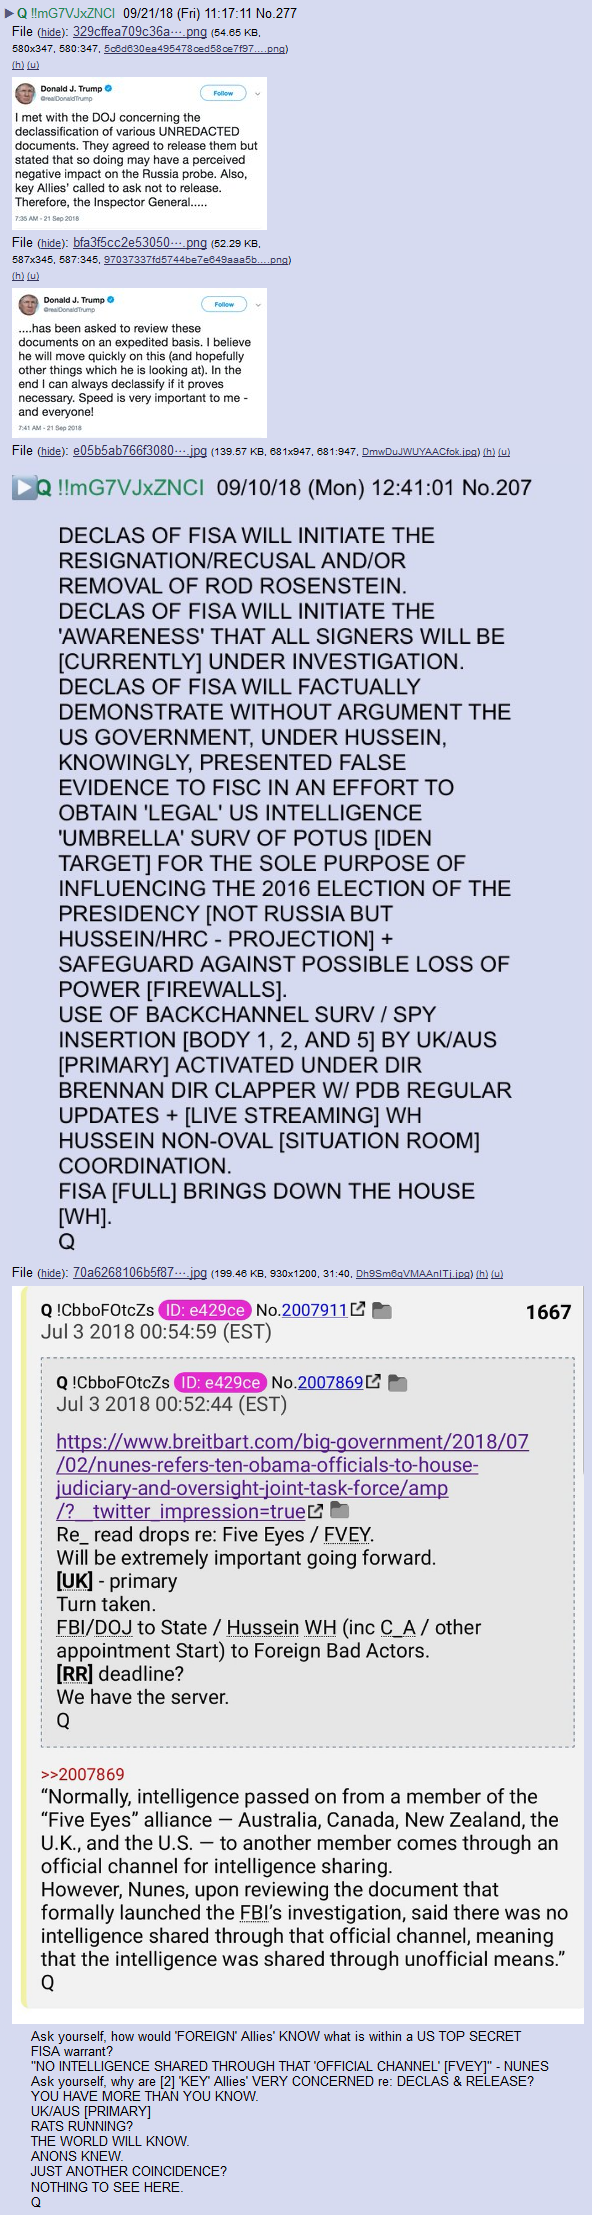 Q !!mG7VJxZNCI 09/21/18 (Fri) 11:17:11 No.277
File (hide): 329cffea709c36a⋯.png (54.65 KB,
580x347, 580:347, 5c6d630ea495478ced58ce7f97….png)
(h) (u)
Donald J. Trump
@realDonaldTrump
Follow
I met with the DOJ concerning the
declassification of various UNREDACTED
documents. They agreed to release them but
stated that so doing may have a perceived
negative impact on the Russia probe. Also,
key Allies' called to ask not to release.
Therefore, the Inspector General.....
7:35 AM - 21 Sep 2018
File (hide): bfa3f5cc2e53050⋯.png (52.29 KB,
587x345, 587:345, 97037337fd5744be7e649aaa5b….png)
(h) (u)
Donald J. Trump
@realDonaldTrump
Follow
....has been asked to review these
documents on an expedited basis. I believe
he will move quickly on this (and hopefully
other things which he is looking at). In the
end I can always declassify if it proves
necessary. Speed is very important to me -
and everyone!
7:41 AM - 21 Sep 2018
File (hide): e05b5ab766f3080⋯.jpg (139.57 KB, 681x947, 681:947, DmwDuJWUYAACfok.jpg) (h) (u)
Q !!mG7VJxZNCI 09/10/18 (Mon) 12:41:01 No.207
DECLAS OF FISA WILL INITIATE THE
RESIGNATION/RECUSAL AND/OR
REMOVAL OF ROD ROSENSTEIN.
DECLAS OF FISA WILL INITIATE THE
'AWARENESS' THAT ALL SIGNERS WILL BE
[CURRENTLY] UNDER INVESTIGATION.
DECLAS OF FISA WILL FACTUALLY
DEMONSTRATE WITHOUT ARGUMENT THE
US GOVERNMENT, UNDER HUSSEIN,
KNOWINGLY, PRESENTED FALSE
EVIDENCE TO FISC IN AN EFFORT TO
OBTAIN 'LEGAL' US INTELLIGENCE
'UMBRELLA' SURV OF POTUS [IDEN
TARGET] FOR THE SOLE PURPOSE OF
INFLUENCING THE 2016 ELECTION OF THE
PRESIDENCY [NOT RUSSIA BUT
HUSSEIN/HRC - PROJECTION] +
SAFEGUARD AGAINST POSSIBLE LOSS OF
POWER [FIREWALLS].
USE OF BACKCHANNEL SURV / SPY
INSERTION [BODY 1, 2, AND 5] BY UK/AUS
[PRIMARY] ACTIVATED UNDER DIR
BRENNAN DIR CLAPPER W/ PDB REGULAR
UPDATES + [LIVE STREAMING] WH
HUSSEIN NON-OVAL [SITUATION ROOM]
COORDINATION.
FISA [FULL] BRINGS DOWN THE HOUSE
[WH].
Q
File (hide): 70a6268106b5f87⋯.jpg (199.46 KB, 930x1200, 31:40, Dh9Sm6qVMAAnITj.jpg) (h) (u)
Q !CbboFOtcZs ID: e429ce No.2007911 1667
Jul 3 2018 00:54:59 (EST)
Q !CbboFOtcZs ID: e429ce No.2007869
Jul 3 2018 00:52:44 (EST)
https://www.breitbart.com/big-government/2018/07
/02/nunes-refers-ten-obama-officials-to-house-
judiciary-and-oversight-joint-task-force/amp
/?__twitter_impression=true
Re_ read drops re: Five Eyes / FVEY.
Will be extremely important going forward.
[UK] - primary
Turn taken.
FBI/DOJ to State / Hussein WH (inc C_A / other
appointment Start) to Foreign Bad Actors.
[RR] deadline?
We have the server.
Q
>>2007869
“Normally, intelligence passed on from a member of the
“Five Eyes” alliance — Australia, Canada, New Zealand, the
U.K., and the U.S. — to another member comes through an
official channel for intelligence sharing.
However, Nunes, upon reviewing the document that
formally launched the FBI’s investigation, said there was no
intelligence shared through that official channel, meaning
that the intelligence was shared through unofficial means.”
Q
Ask yourself, how would 'FOREIGN' Allies' KNOW what is within a US TOP SECRET
FISA warrant?
"NO INTELLIGENCE SHARED THROUGH THAT 'OFFICIAL CHANNEL' [FVEY]" - NUNES
Ask yourself, why are [2] 'KEY' Allies' VERY CONCERNED re: DECLAS & RELEASE?
YOU HAVE MORE THAN YOU KNOW.
UK/AUS [PRIMARY]
RATS RUNNING?
THE WORLD WILL KNOW.
ANONS KNEW.
JUST ANOTHER COINCIDENCE?
NOTHING TO SEE HERE.
Q